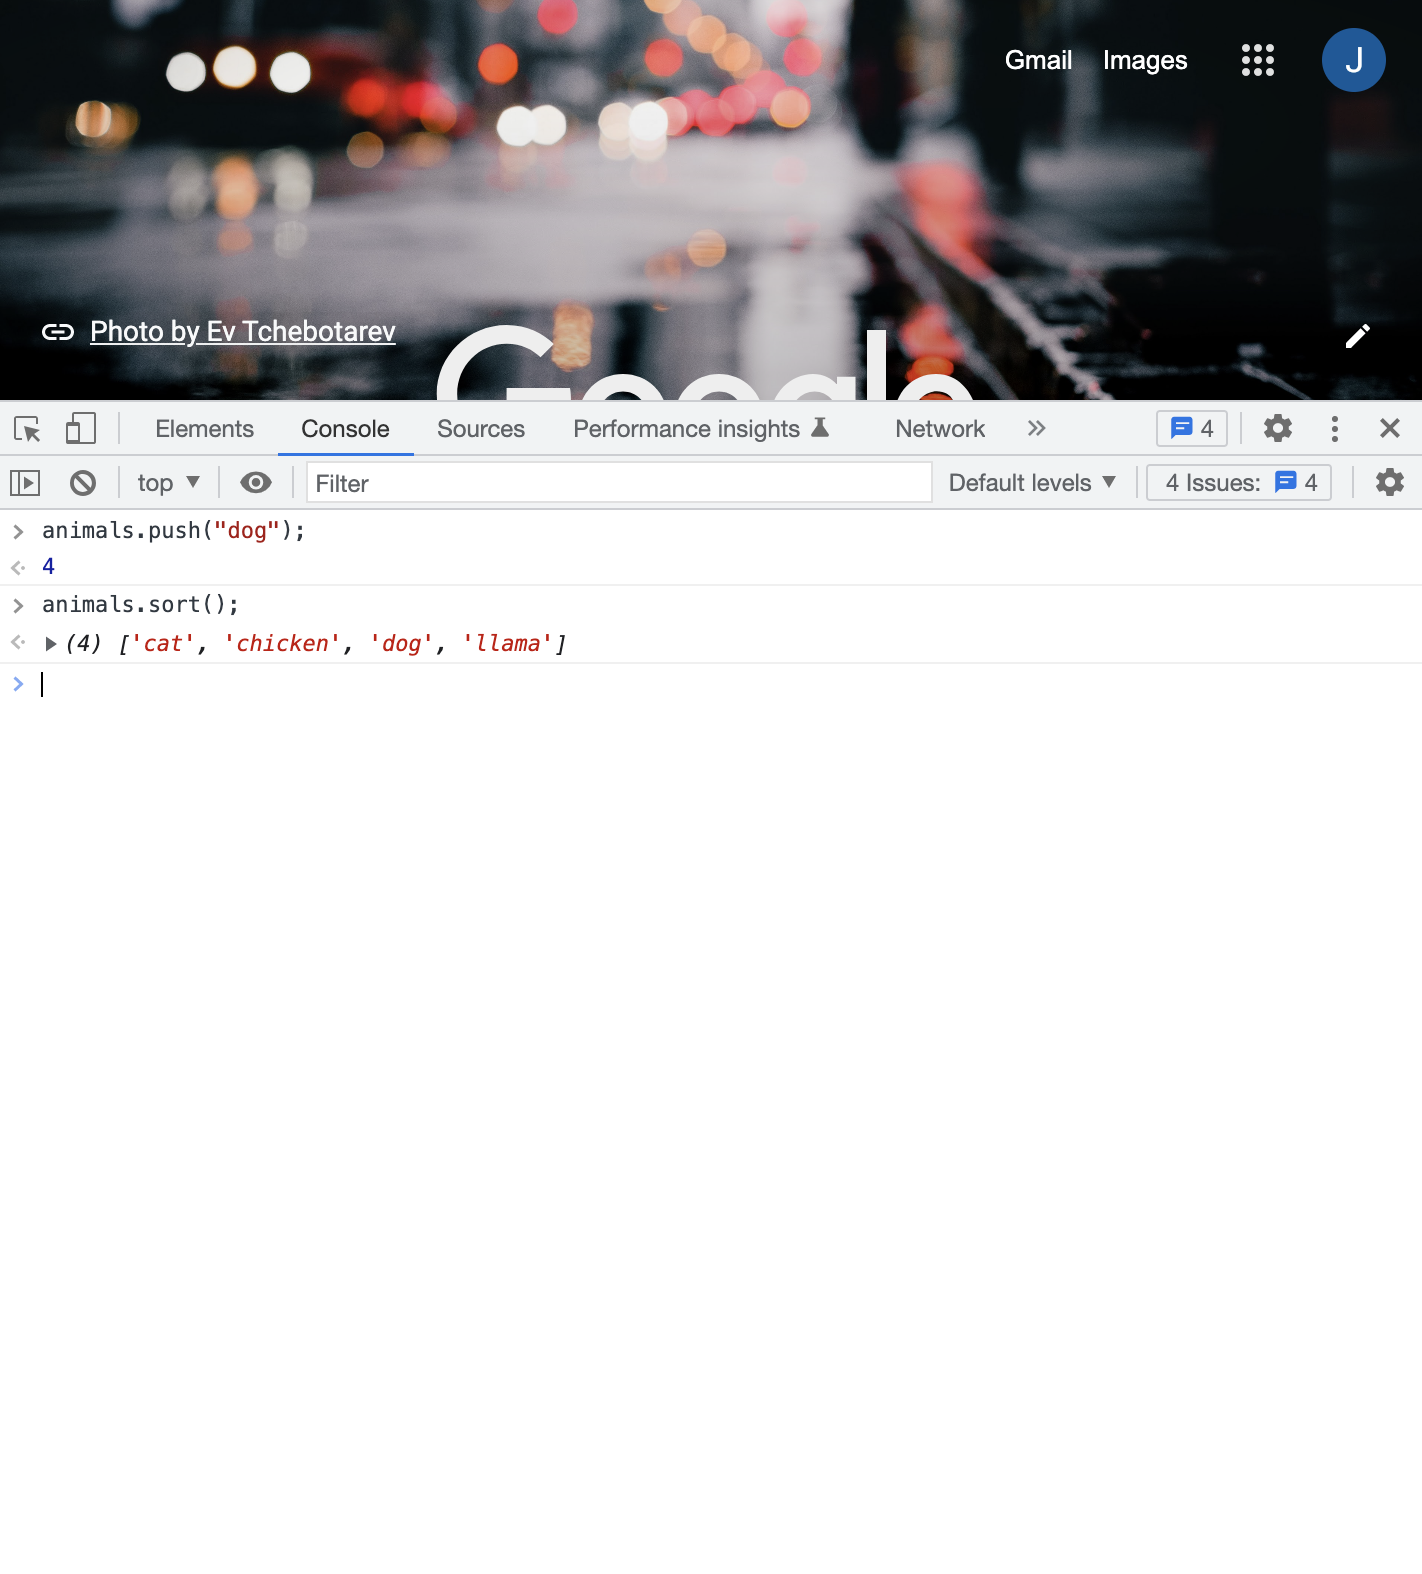 Gmail Images J
Photo by Ev Tchebotarev
Google
Elements Console Sources Performance insights Network 4
top Filter Default levels 4 Issues: 4
animals.push("dog");
4
animals.sort();
(4) ['cat', 'chicken', 'dog', 'llama']